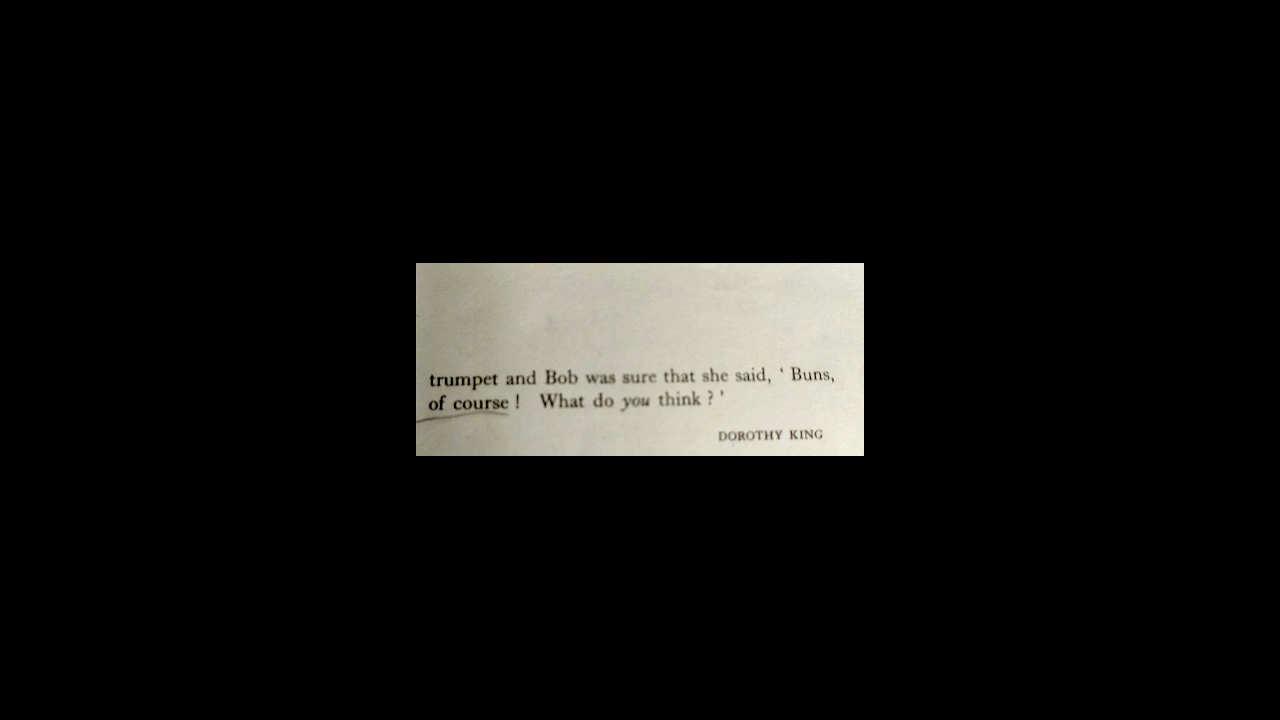 trumpet and Bob was sure that she said, ‘ Buns,
of course ! What do you think ? ’
DOROTHY KING